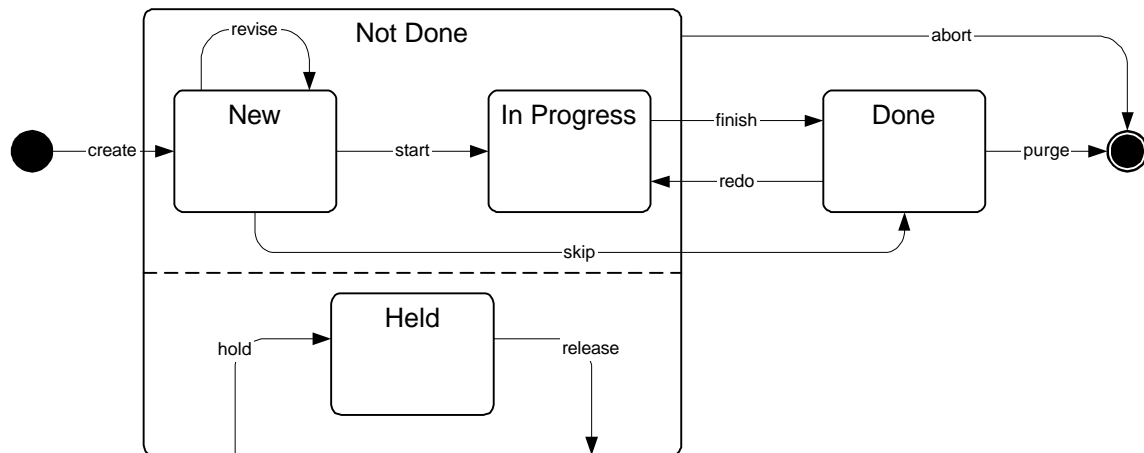 revise
Not Done
abort
New
In Progress
Done
create
start
finish
redo
purge
skip
Held
hold
release